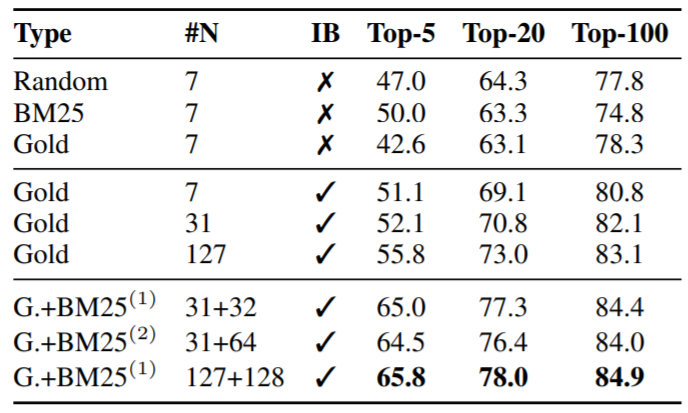 Type #N IB Top-5 Top-20 Top-100
Random 7 ✗ 47.0 64.3 77.8
BM25 7 ✗ 50.0 63.3 74.8
Gold 7 ✗ 42.6 63.1 78.3
Gold 7 ✓ 51.1 69.1 80.8
Gold 31 ✓ 52.1 70.8 82.1
Gold 127 ✓ 55.8 73.0 83.1
G.+BM25⁽¹⁾ 31+32 ✓ 65.0 77.3 84.4
G.+BM25⁽²⁾ 31+64 ✓ 64.5 76.4 84.0
G.+BM25⁽¹⁾ 127+128 ✓ 65.8 78.0 84.9